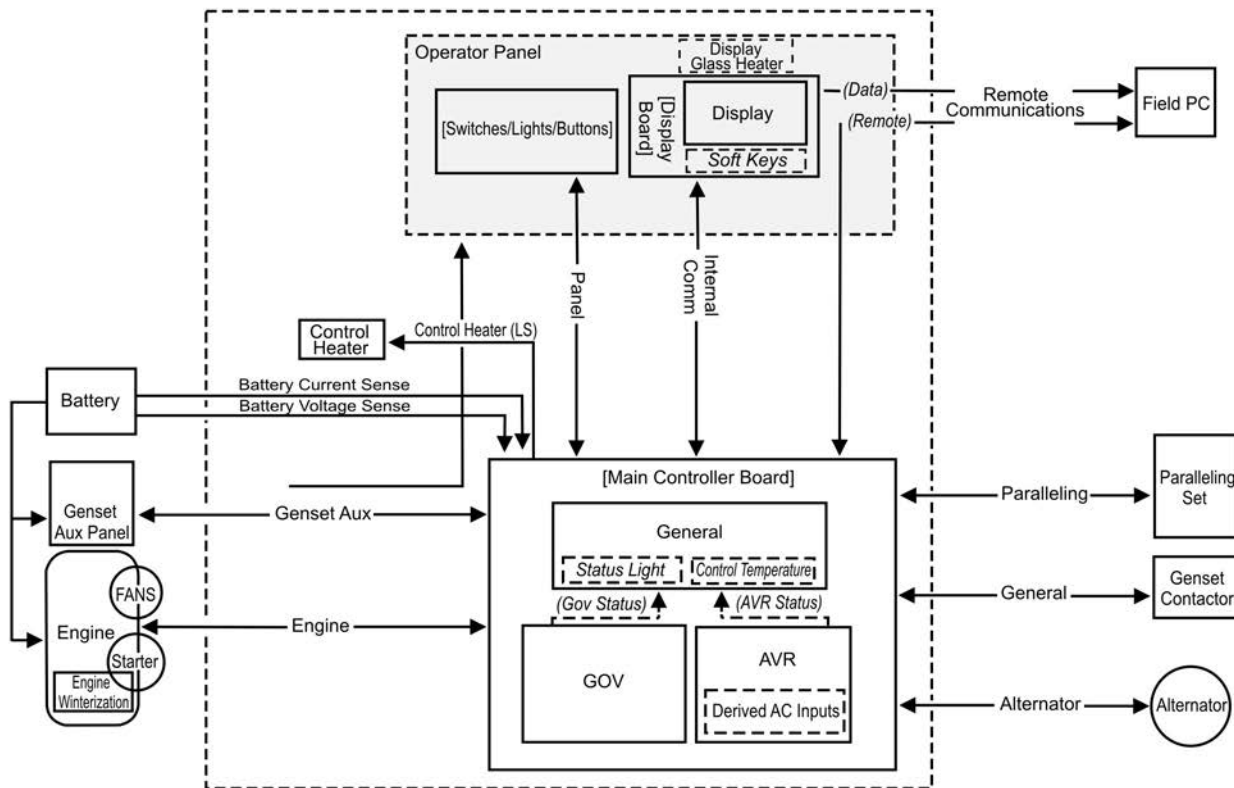 Operator Panel
Display
Glass Heater
[Switches/Lights/Buttons]
[Display
Board]
Display
Soft Keys
(Data)
(Remote)
Remote
Communications
Field PC
Panel
Internal
Comm
Control
Heater
Control Heater (LS)
Battery
Battery Current Sense
Battery Voltage Sense
[Main Controller Board]
Genset
Aux Panel
Genset Aux
General
Status Light
Control Temperature
Paralleling
Paralleling
Set
(Gov Status)
(AVR Status)
General
Genset
Contactor
FANS
Engine
Starter
Engine
Winterization
Engine
GOV
AVR
Derived AC Inputs
Alternator
Alternator